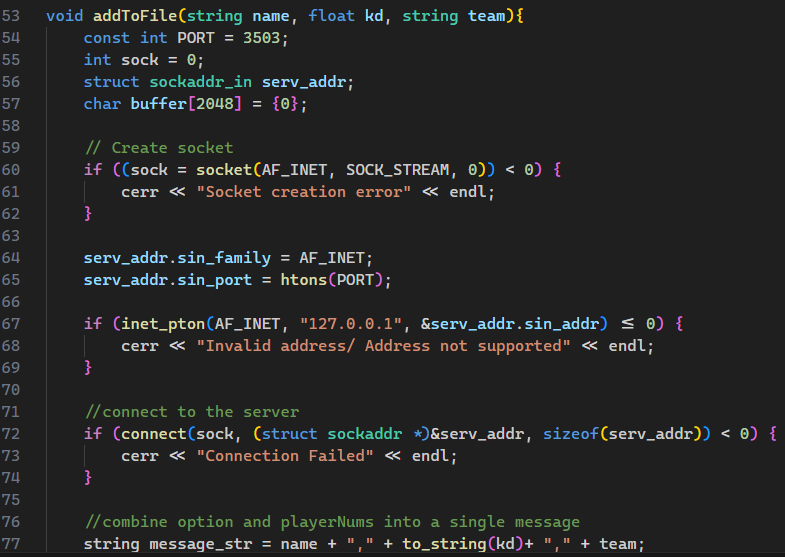 53 void addToFile(string name, float kd, string team){
54 const int PORT = 3503;
55 int sock = 0;
56 struct sockaddr_in serv_addr;
57 char buffer[2048] = {0};
58
59 // Create socket
60 if ((sock = socket(AF_INET, SOCK_STREAM, 0)) < 0) {
61 cerr << "Socket creation error" << endl;
62 }
63
64 serv_addr.sin_family = AF_INET;
65 serv_addr.sin_port = htons(PORT);
66
67 if (inet_pton(AF_INET, "127.0.0.1", &serv_addr.sin_addr) ≤ 0) {
68 cerr << "Invalid address/ Address not supported" << endl;
69 }
70
71 //connect to the server
72 if (connect(sock, (struct sockaddr *)&serv_addr, sizeof(serv_addr)) < 0) {
73 cerr << "Connection Failed" << endl;
74 }
75
76 //combine option and playerNums into a single message
77 string message_str = name + "," + to_string(kd)+ "," + team;